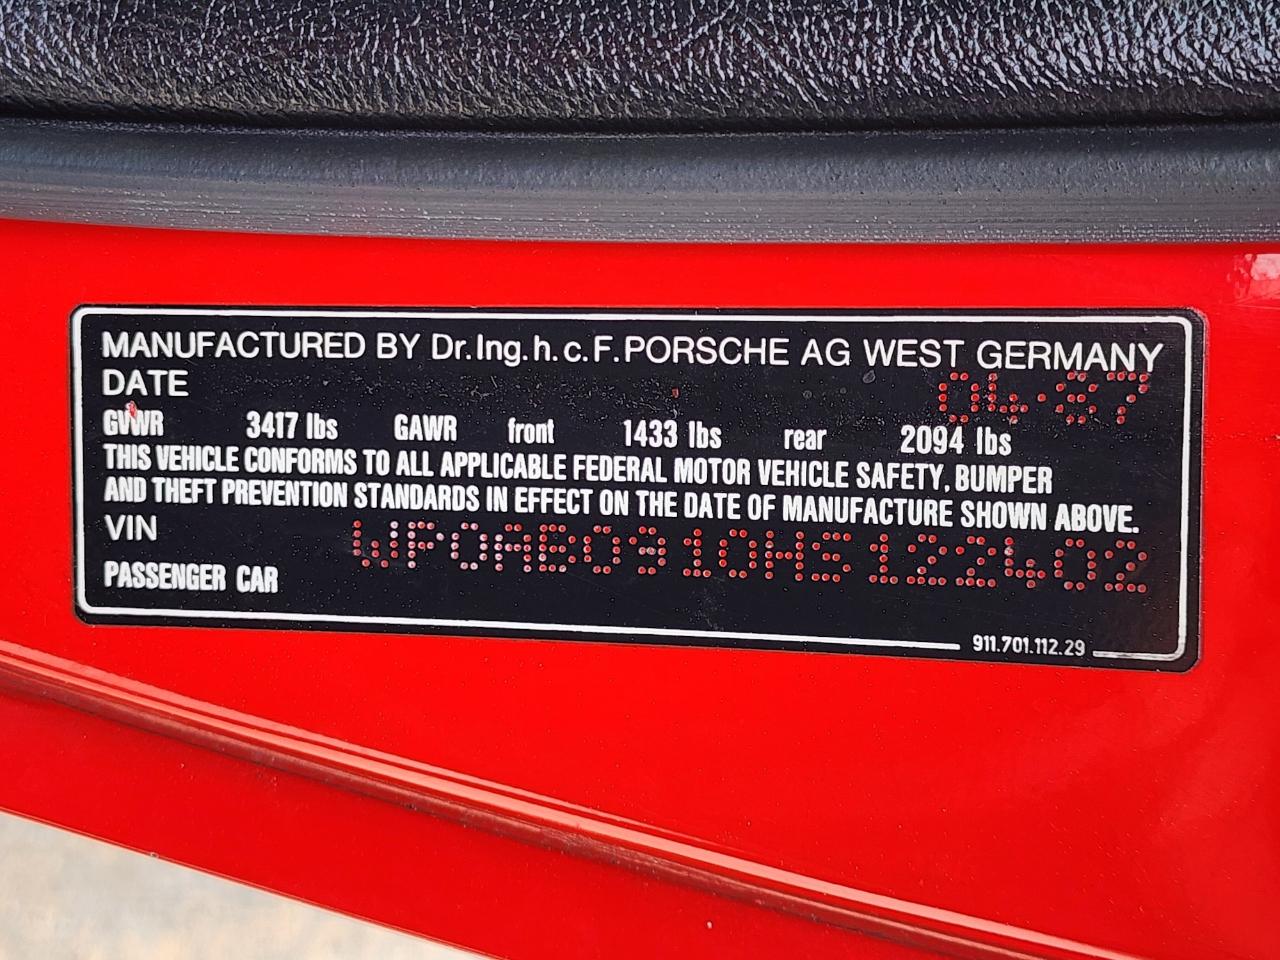 MANUFACTURED BY Dr.Ing.h.c.F.PORSCHE AG WEST GERMANY
DATE 04·87
GVWR 3417 lbs GAWR front 1433 lbs rear 2094 lbs
THIS VEHICLE CONFORMS TO ALL APPLICABLE FEDERAL MOTOR VEHICLE SAFETY, BUMPER
AND THEFT PREVENTION STANDARDS IN EFFECT ON THE DATE OF MANUFACTURE SHOWN ABOVE.
VIN WP0AB0910HS122402
PASSENGER CAR
911.701.112.29